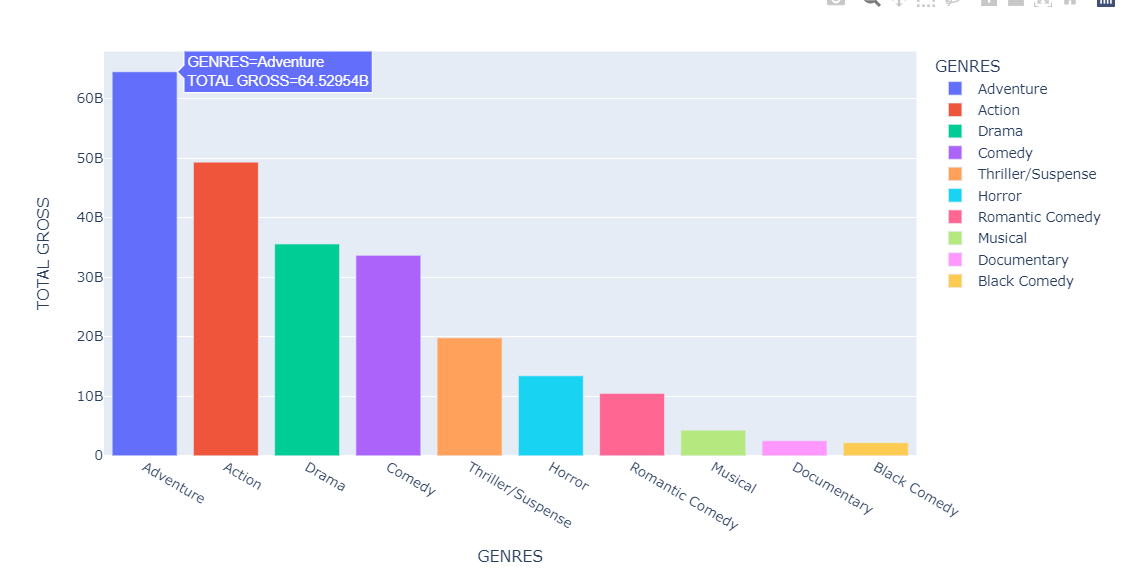 GENRES=Adventure
TOTAL GROSS=64.52954B
60B
50B
40B
30B
20B
10B
0
TOTAL GROSS
Adventure
Action
Drama
Comedy
Thriller/Suspense
Horror
Romantic Comedy
Musical
Documentary
Black Comedy
GENRES
GENRES
Adventure
Action
Drama
Comedy
Thriller/Suspense
Horror
Romantic Comedy
Musical
Documentary
Black Comedy